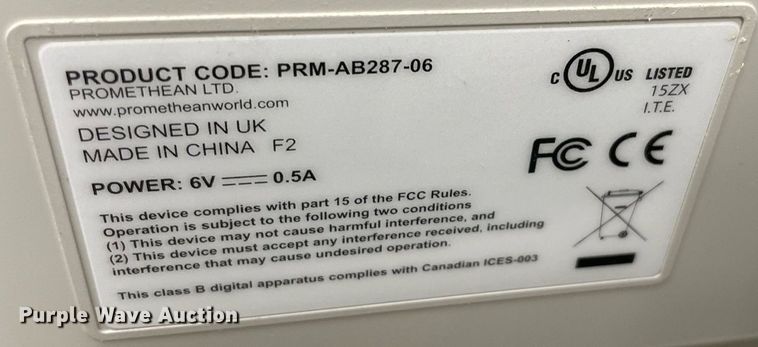 PRODUCT CODE: PRM-AB287-06
PROMETHEAN LTD.
www.prometheanworld.com
DESIGNED IN UK
MADE IN CHINA F2
POWER: 6V 0.5A
This device complies with part 15 of the FCC Rules.
Operation is subject to the following two conditions
(1) This device may not cause harmful interference, and
(2) This device must accept any interference received, including
interference that may cause undesired operation.
This class B digital apparatus complies with Canadian ICES-003
C UL US LISTED
15ZX
I.T.E.
FC CE
Purple Wave Auction